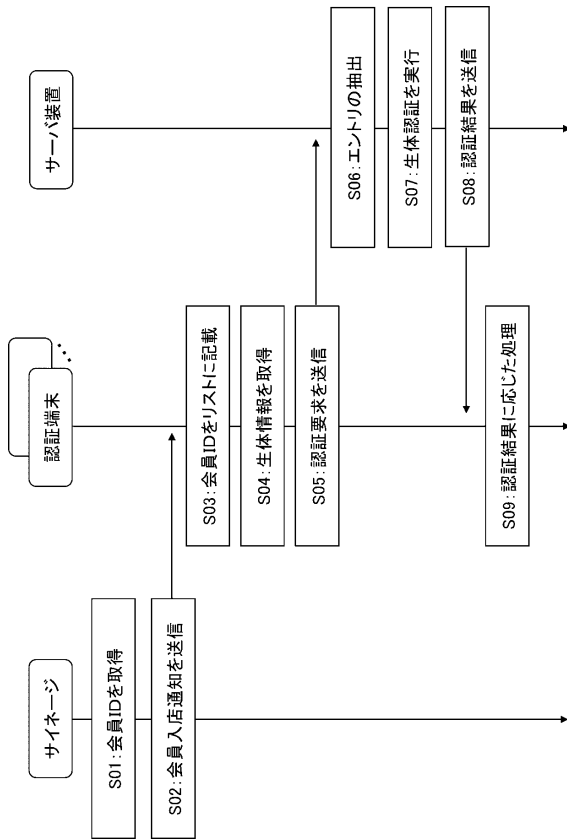 サイネージ
認証端末
サーバ装置
S01:会員IDを取得
S02:会員入店通知を送信
S03:会員IDをリストに記載
S04:生体情報を取得
S05:認証要求を送信
S06:エントリの抽出
S07:生体認証を実行
S08:認証結果を送信
S09:認証結果に応じた処理